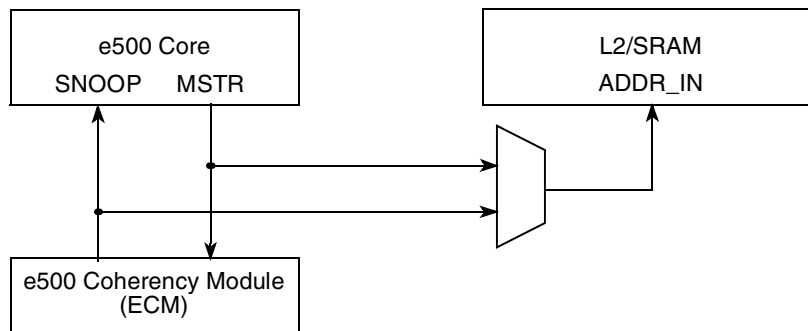 e500 Core
SNOOP MSTR
L2/SRAM
ADDR_IN
e500 Coherency Module
(ECM)